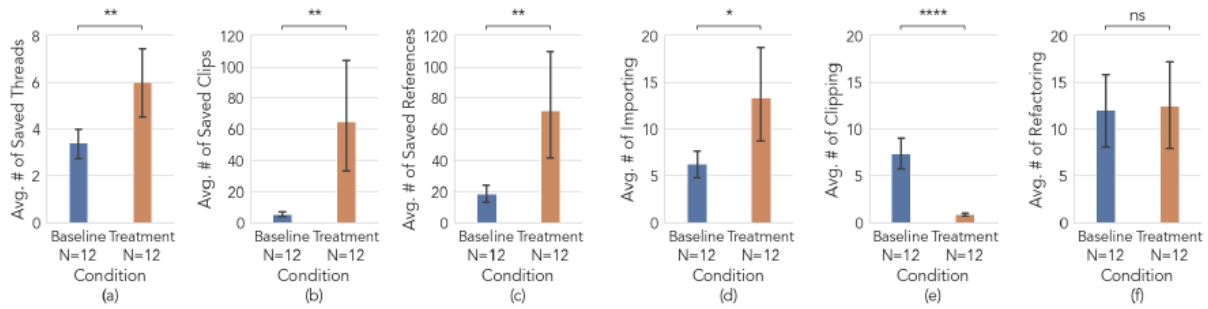 ** ** ** * **** ns
Avg. # of Saved Threads
8
6
4
2
0
Baseline Treatment
N=12 N=12
Condition
(a)
Avg. # of Saved Clips
120
100
80
60
40
20
0
Baseline Treatment
N=12 N=12
Condition
(b)
Avg. # of Saved References
120
100
80
60
40
20
0
Baseline Treatment
N=12 N=12
Condition
(c)
Avg. # of Importing
20
15
10
5
0
Baseline Treatment
N=12 N=12
Condition
(d)
Avg. # of Clipping
20
15
10
5
0
Baseline Treatment
N=12 N=12
Condition
(e)
Avg. # of Refactoring
20
15
10
5
0
Baseline Treatment
N=12 N=12
Condition
(f)